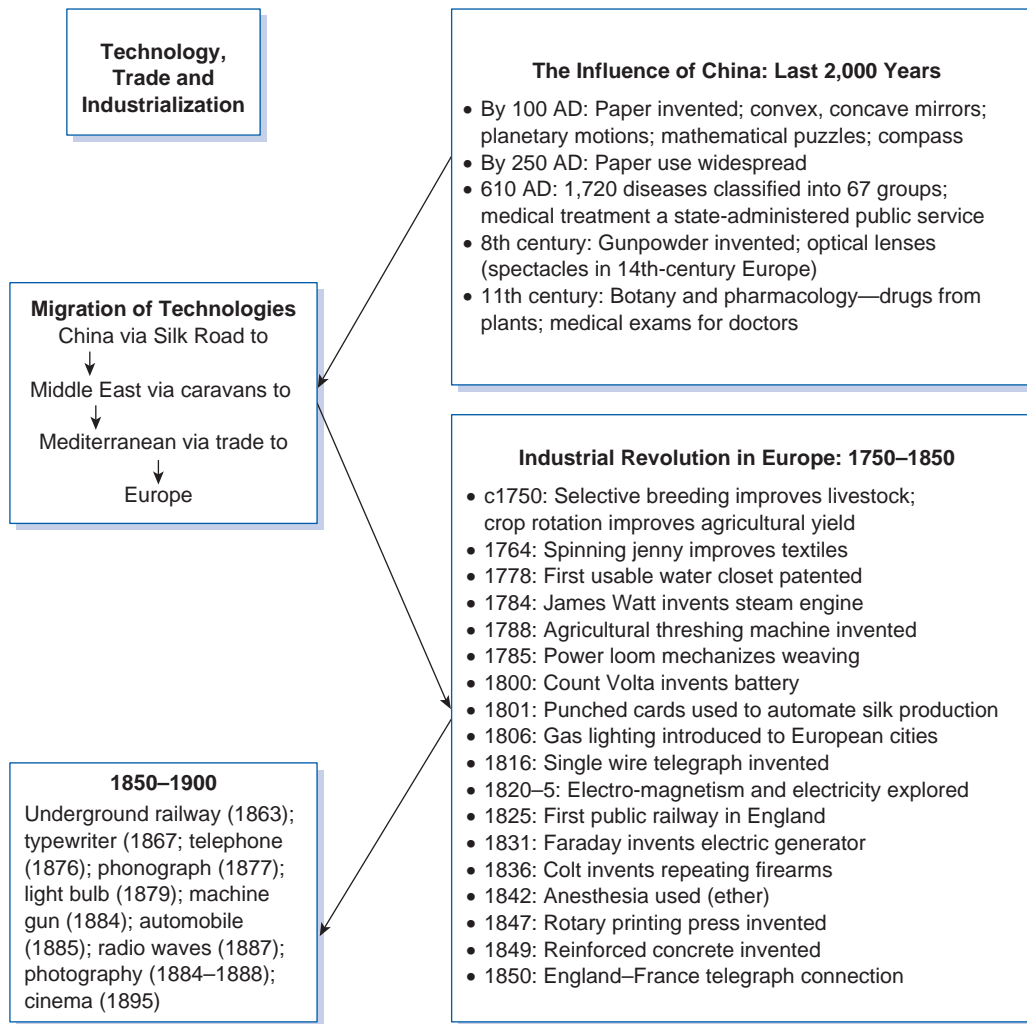 Technology,
Trade and
Industrialization
The Influence of China: Last 2,000 Years
• By 100 AD: Paper invented; convex, concave mirrors;
planetary motions; mathematical puzzles; compass
• By 250 AD: Paper use widespread
• 610 AD: 1,720 diseases classified into 67 groups;
medical treatment a state-administered public service
• 8th century: Gunpowder invented; optical lenses
(spectacles in 14th-century Europe)
• 11th century: Botany and pharmacology—drugs from
plants; medical exams for doctors
Migration of Technologies
China via Silk Road to
Middle East via caravans to
Mediterranean via trade to
Europe
Industrial Revolution in Europe: 1750–1850
• c1750: Selective breeding improves livestock;
crop rotation improves agricultural yield
• 1764: Spinning jenny improves textiles
• 1778: First usable water closet patented
• 1784: James Watt invents steam engine
• 1788: Agricultural threshing machine invented
• 1785: Power loom mechanizes weaving
• 1800: Count Volta invents battery
• 1801: Punched cards used to automate silk production
• 1806: Gas lighting introduced to European cities
• 1816: Single wire telegraph invented
• 1820–5: Electro-magnetism and electricity explored
• 1825: First public railway in England
• 1831: Faraday invents electric generator
• 1836: Colt invents repeating firearms
• 1842: Anesthesia used (ether)
• 1847: Rotary printing press invented
• 1849: Reinforced concrete invented
• 1850: England–France telegraph connection
1850–1900
Underground railway (1863);
typewriter (1867; telephone
(1876); phonograph (1877);
light bulb (1879); machine
gun (1884); automobile
(1885); radio waves (1887);
photography (1884–1888);
cinema (1895)